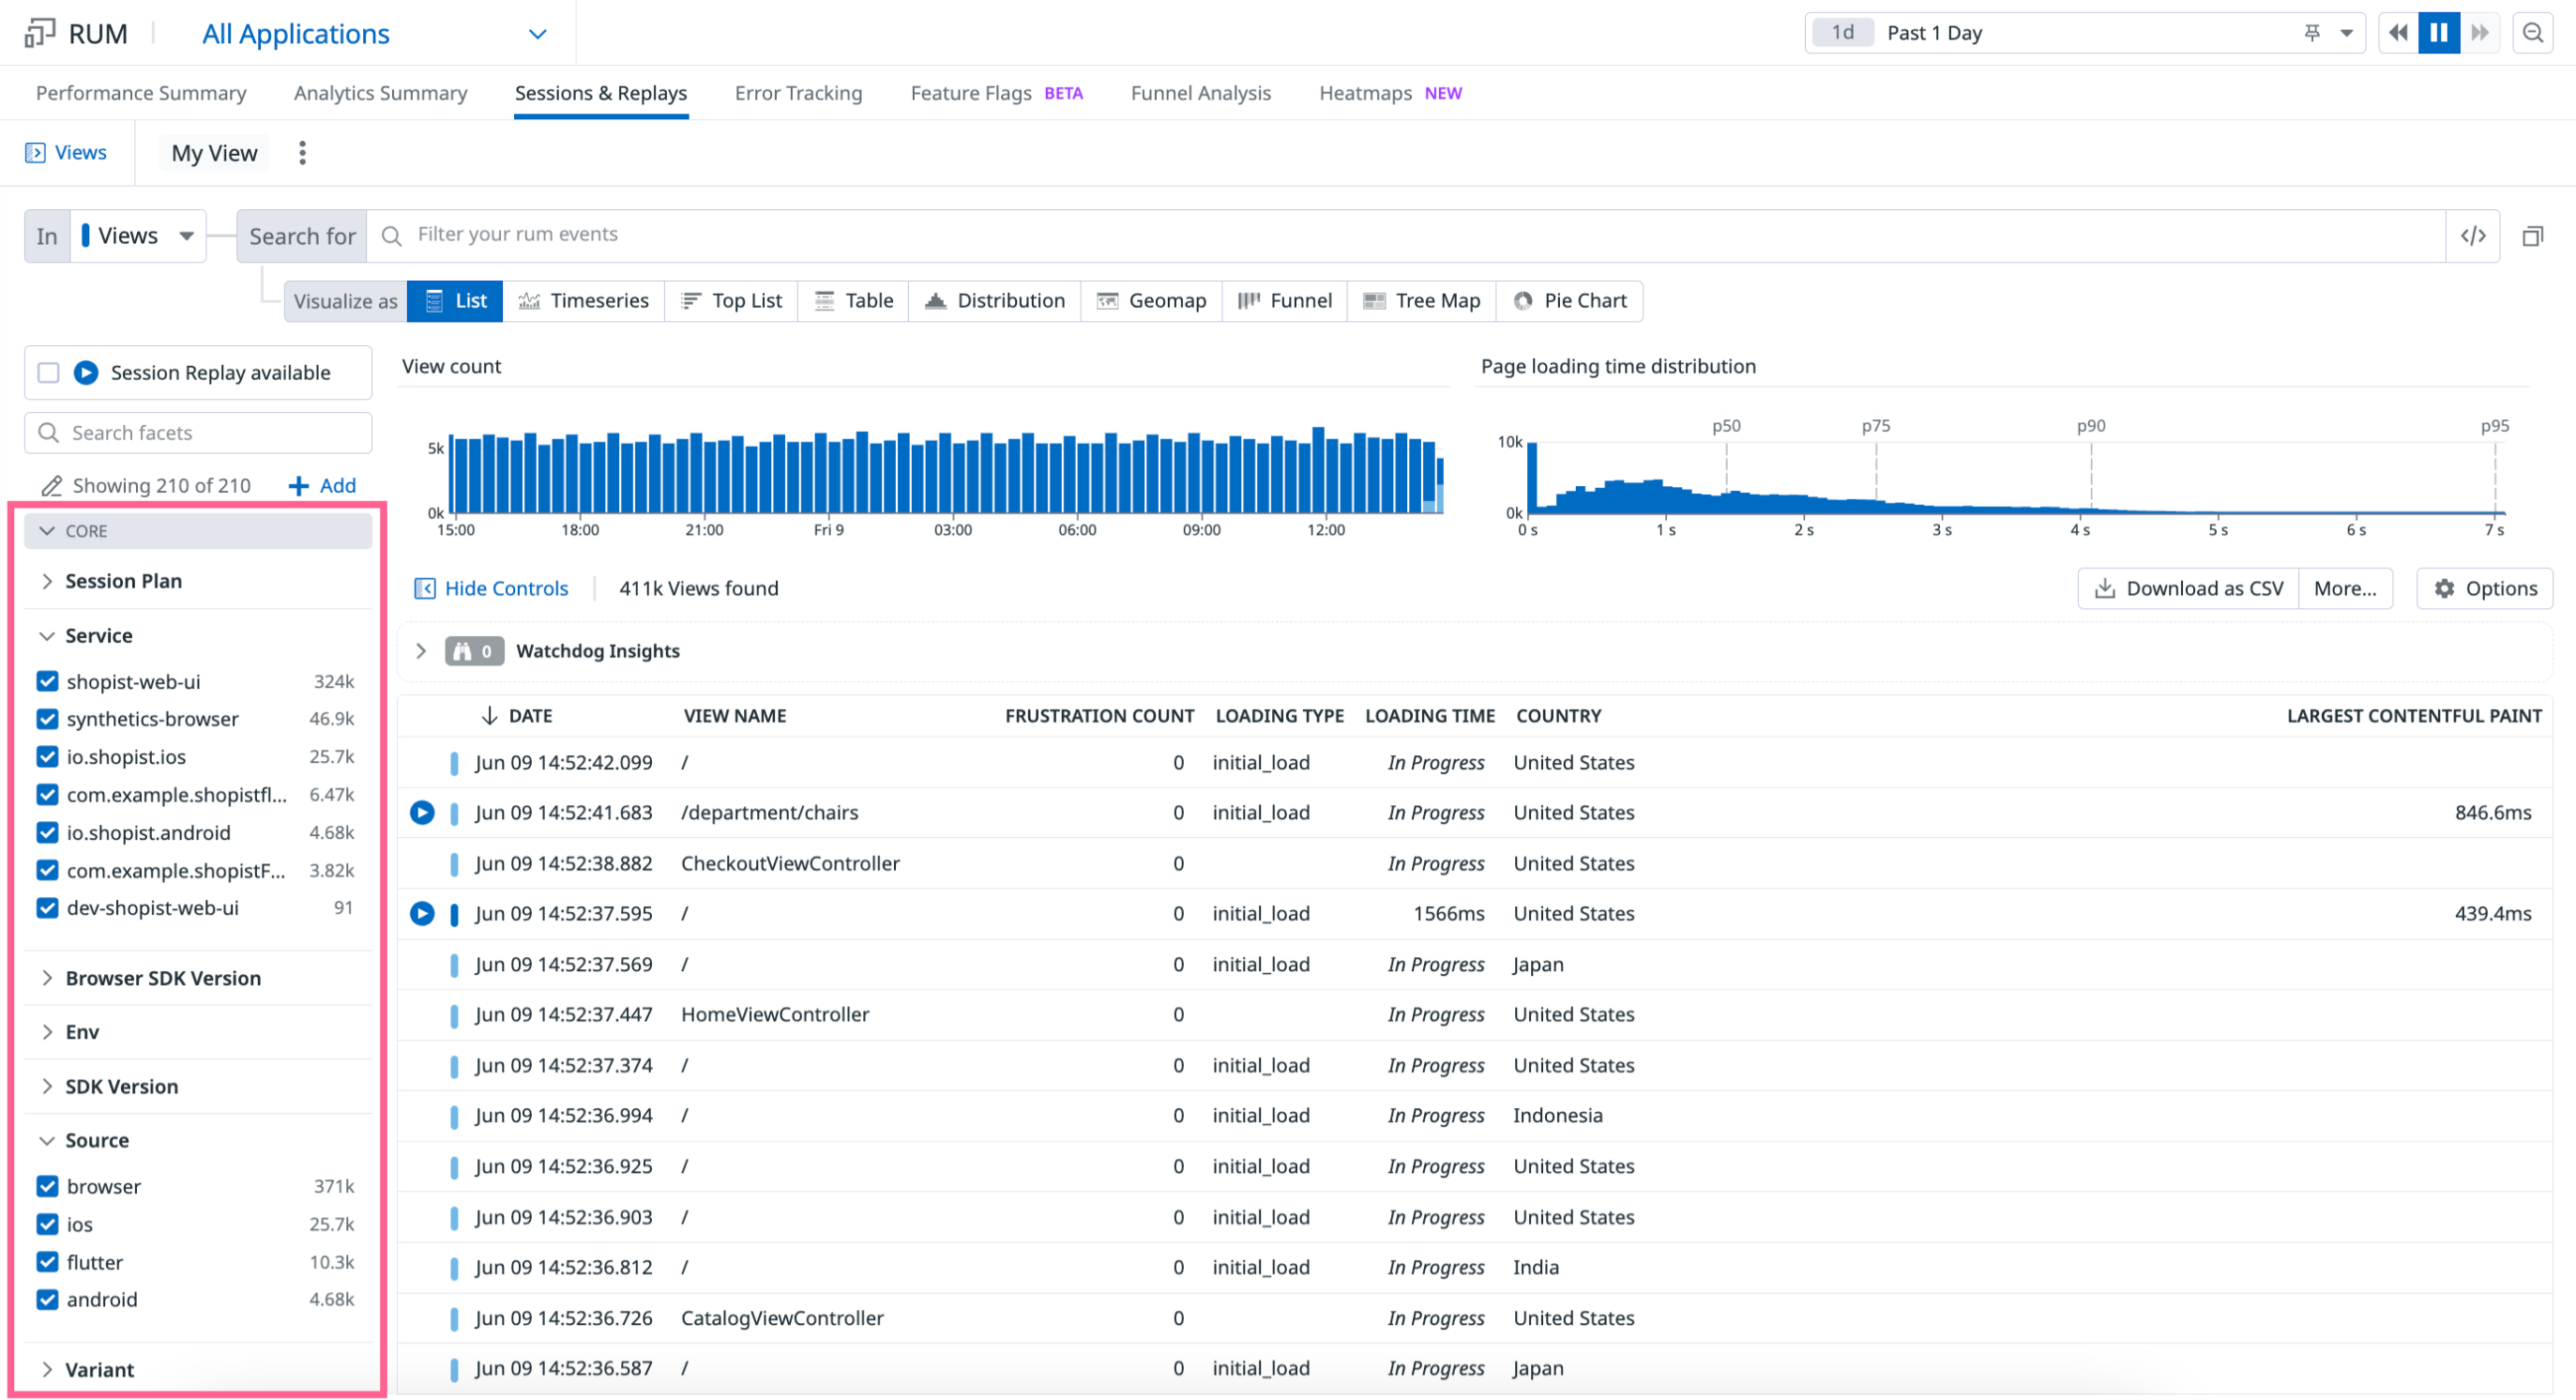 RUM All Applications 1d Past 1 Day
Performance Summary Analytics Summary Sessions & Replays Error Tracking Feature Flags BETA Funnel Analysis Heatmaps NEW
Views My View
In Views Search for Filter your rum events </>
Visualize as List Timeseries Top List Table Distribution Geomap Funnel Tree Map Pie Chart
Session Replay available
Search facets
Showing 210 of 210 Add
CORE
Session Plan
Service
shopist-web-ui 324k
synthetics-browser 46.9k
io.shopist.ios 25.7k
com.example.shopistfl... 6.47k
io.shopist.android 4.68k
com.example.shopistF... 3.82k
dev-shopist-web-ui 91
Browser SDK Version
Env
SDK Version
Source
browser 371k
ios 25.7k
flutter 10.3k
android 4.68k
Variant
View count
5k
0k
15:00 18:00 21:00 Fri 9 03:00 06:00 09:00 12:00
Page loading time distribution
p50 p75 p90 p95
10k
0k
0 s 1 s 2 s 3 s 4 s 5 s 6 s 7 s
Hide Controls 411k Views found Download as CSV More... Options
0 Watchdog Insights
DATE VIEW NAME FRUSTRATION COUNT LOADING TYPE LOADING TIME COUNTRY LARGEST CONTENTFUL PAINT
Jun 09 14:52:42.099 / 0 initial_load In Progress United States
Jun 09 14:52:41.683 /department/chairs 0 initial_load In Progress United States 846.6ms
Jun 09 14:52:38.882 CheckoutViewController 0 In Progress United States
Jun 09 14:52:37.595 / 0 initial_load 1566ms United States 439.4ms
Jun 09 14:52:37.569 / 0 initial_load In Progress Japan
Jun 09 14:52:37.447 HomeViewController 0 In Progress United States
Jun 09 14:52:37.374 / 0 initial_load In Progress United States
Jun 09 14:52:36.994 / 0 initial_load In Progress Indonesia
Jun 09 14:52:36.925 / 0 initial_load In Progress United States
Jun 09 14:52:36.903 / 0 initial_load In Progress United States
Jun 09 14:52:36.812 / 0 initial_load In Progress India
Jun 09 14:52:36.726 CatalogViewController 0 In Progress United States
Jun 09 14:52:36.587 / 0 initial_load In Progress Japan